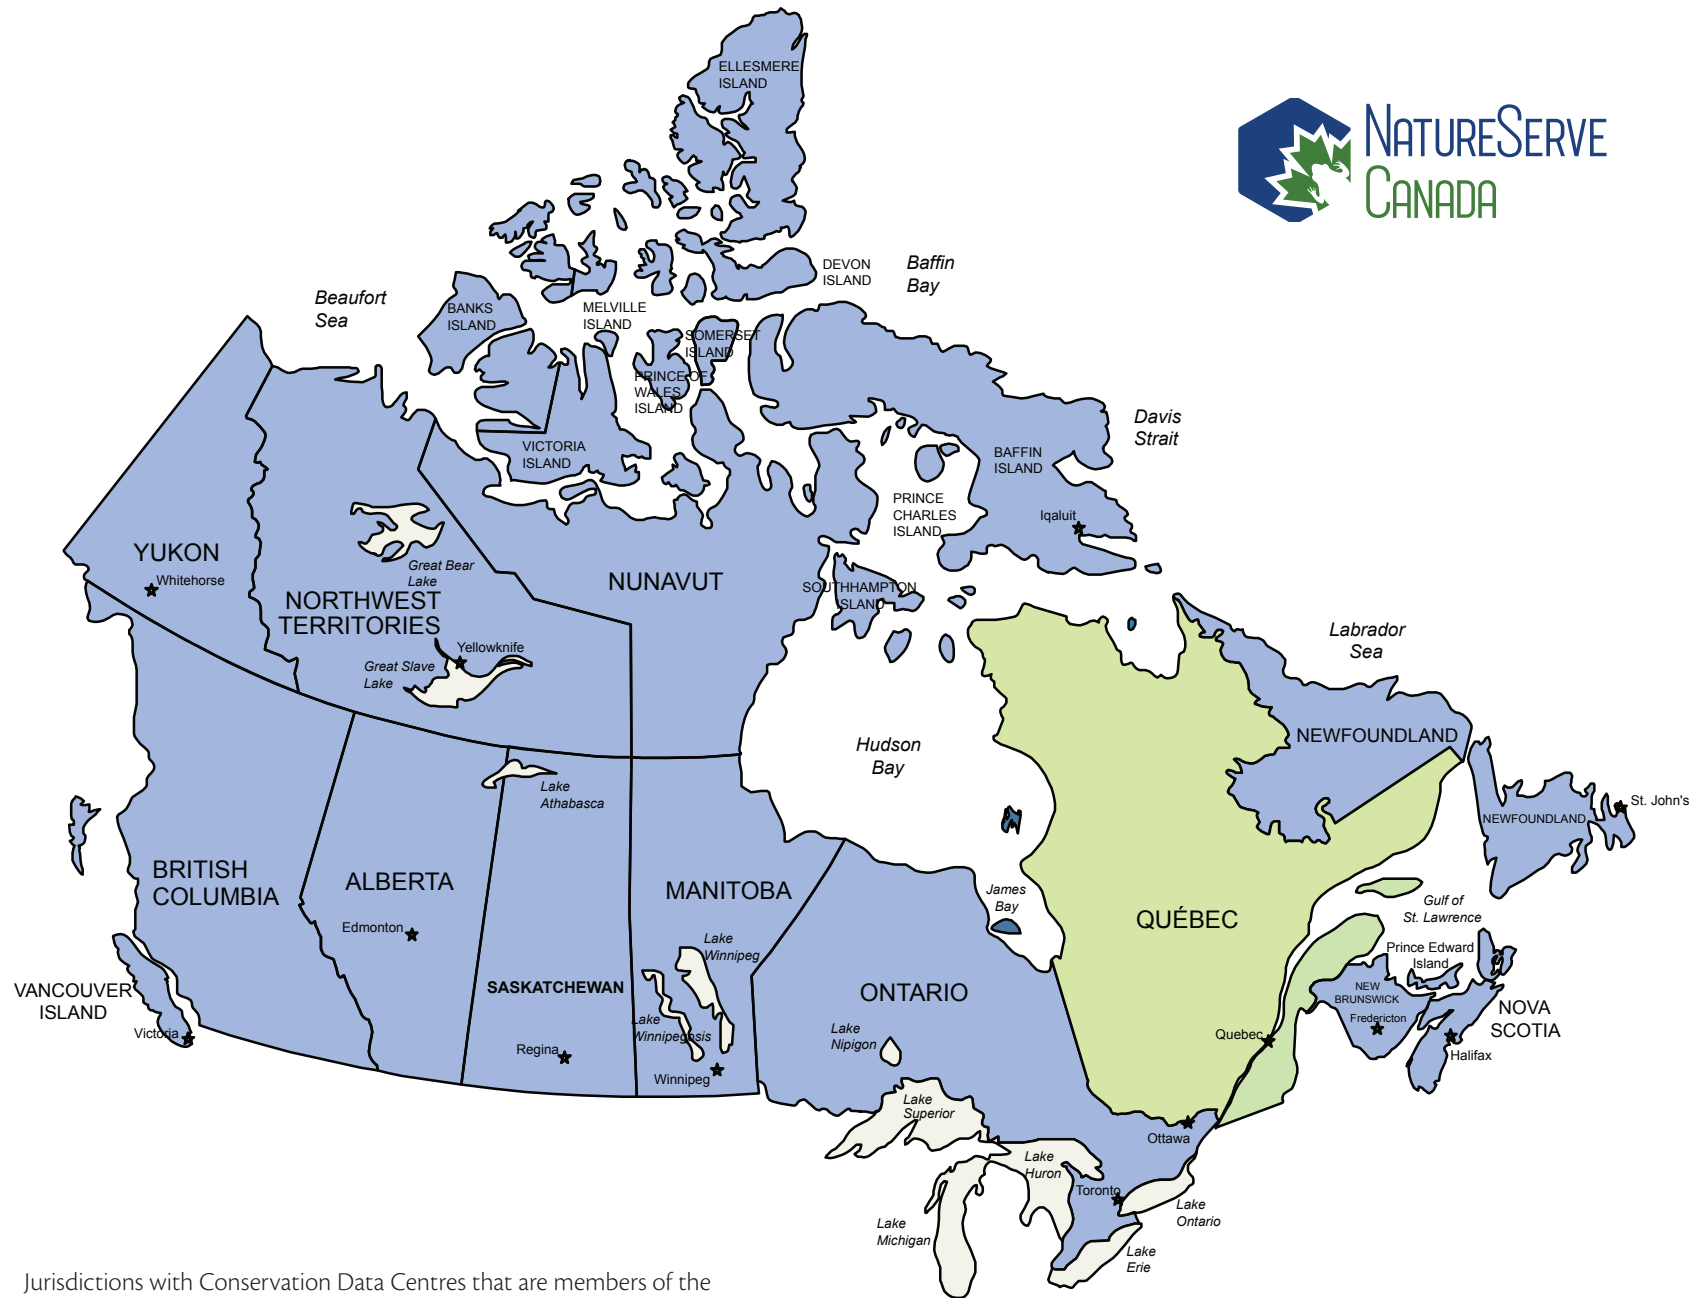 ELLESMERE
ISLAND
NATURESERVE
CANADA
DEVON
ISLAND
Baffin
Bay
Beaufort
Sea
BANKS
ISLAND
MELVILLE
ISLAND
SOMERSET
ISLAND
PRINCE OF
WALES
ISLAND
Davis
Strait
VICTORIA
ISLAND
BAFFIN
ISLAND
PRINCE
CHARLES
ISLAND
Iqaluit
YUKON
Whitehorse
Great Bear
Lake
NORTHWEST
TERRITORIES
NUNAVUT
SOUTHHAMPTON
ISLAND
Yellowknife
Great Slave
Lake
Labrador
Sea
Hudson
Bay
NEWFOUNDLAND
Lake
Athabasca
St. John's
NEWFOUNDLAND
BRITISH
COLUMBIA
ALBERTA
MANITOBA
James
Bay
QUÉBEC
Gulf of
St. Lawrence
Edmonton
Lake
Winnipeg
Prince Edward
Island
SASKATCHEWAN
ONTARIO
VANCOUVER
ISLAND
NEW
BRUNSWICK
Fredericton
NOVA
SCOTIA
Victoria
Lake
Winnipegosis
Lake
Nipigon
Quebec
Regina
Halifax
Winnipeg
Lake
Superior
Ottawa
Lake
Huron
Toronto
Lake
Ontario
Lake
Michigan
Lake
Erie
Jurisdictions with Conservation Data Centres that are members of the